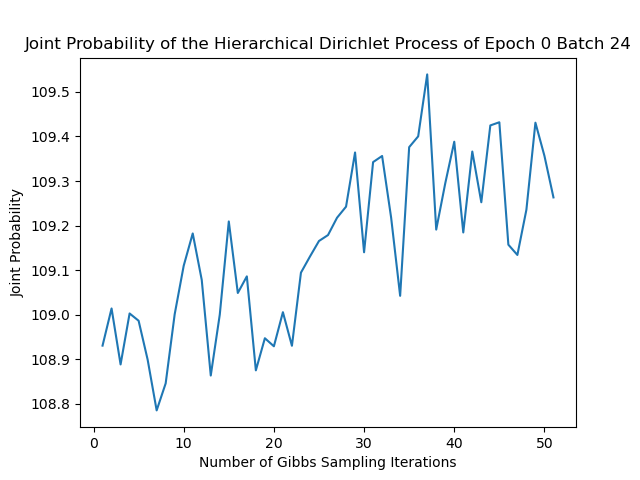 Joint Probability of the Hierarchical Dirichlet Process of Epoch 0 Batch 24
109.5
109.4
109.3
109.2
109.1
109.0
108.9
108.8
Joint Probability
0 10 20 30 40 50
Number of Gibbs Sampling Iterations